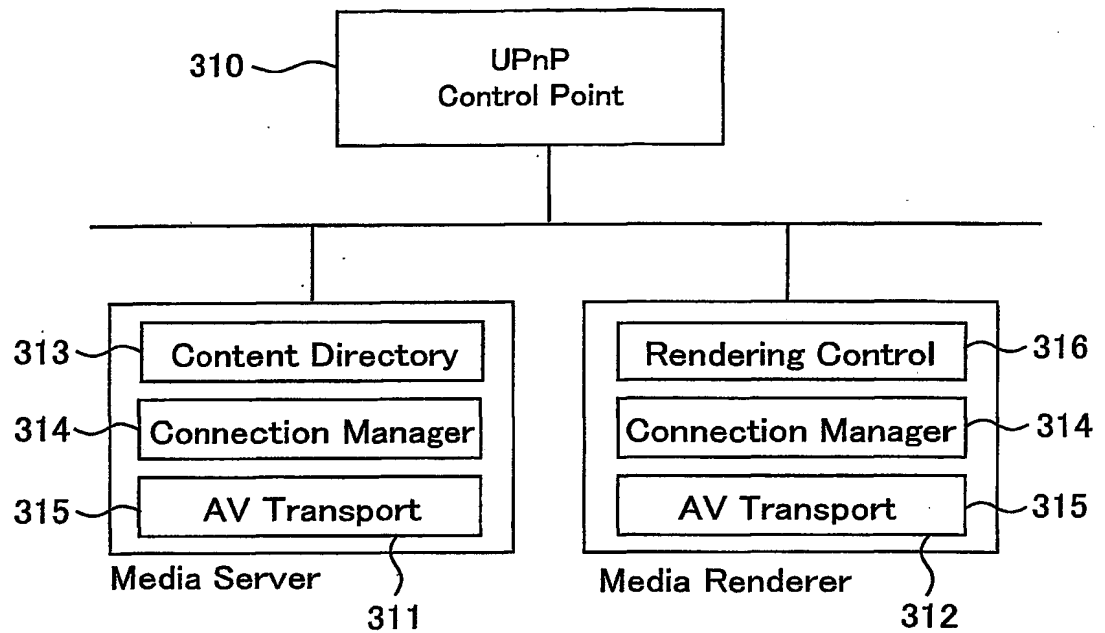 310
UPnP
Control Point
313
Content Directory
314
Connection Manager
315
AV Transport
Media Server
311
Rendering Control
316
Connection Manager
314
AV Transport
315
Media Renderer
312